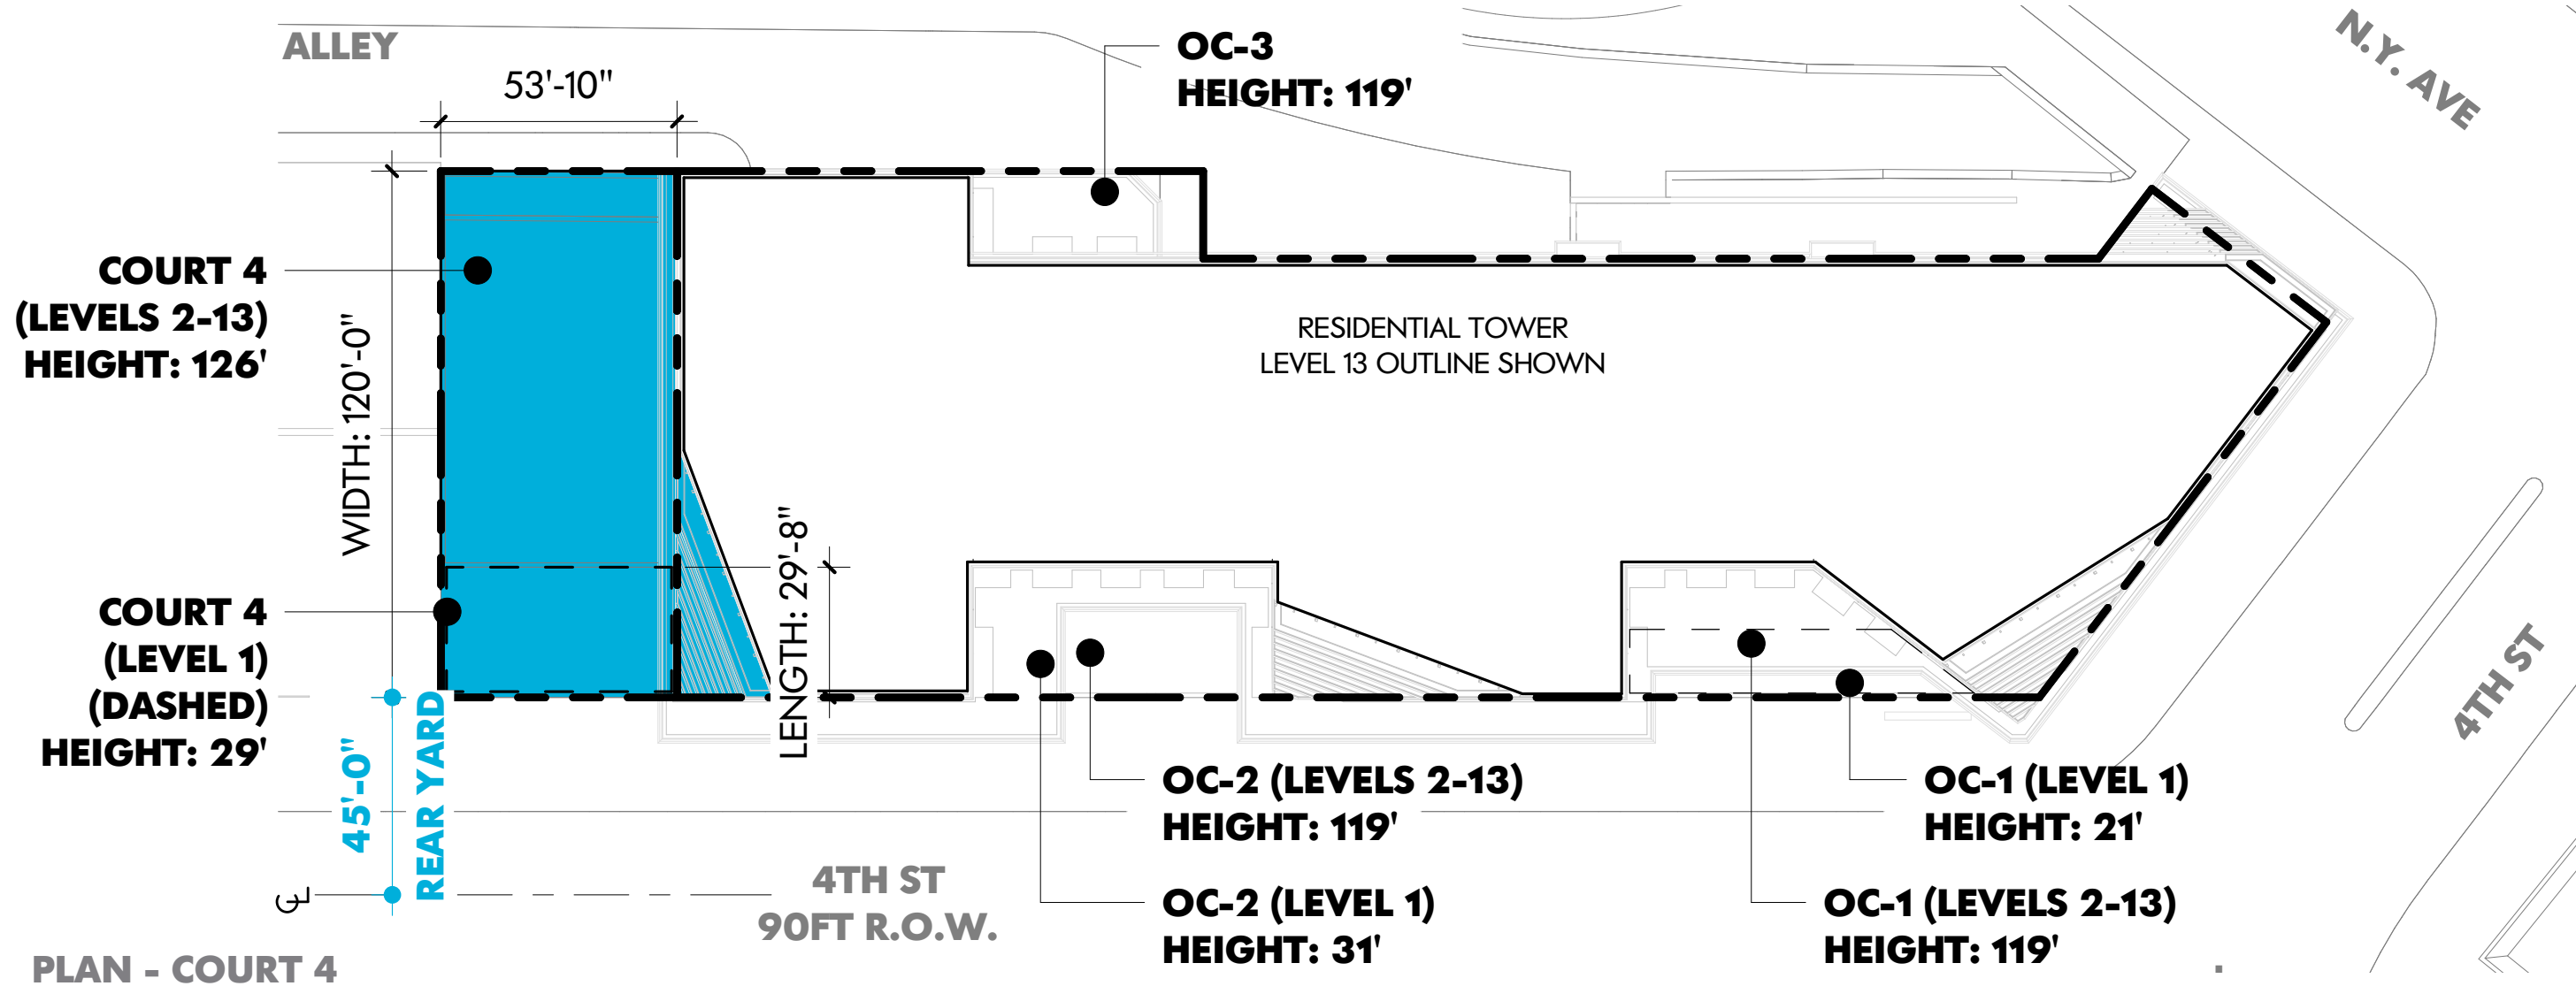 ALLEY
53'-10"
OC-3
HEIGHT: 119'
N.Y. AVE
COURT 4
(LEVELS 2-13)
HEIGHT: 126'
WIDTH: 120'-0"
RESIDENTIAL TOWER
LEVEL 13 OUTLINE SHOWN
LENGTH: 29'-8"
COURT 4
(LEVEL 1)
(DASHED)
HEIGHT: 29'
45'-0"
REAR YARD
4TH ST
OC-2 (LEVELS 2-13)
HEIGHT: 119'
OC-1 (LEVEL 1)
HEIGHT: 21'
4TH ST
90FT R.O.W.
OC-2 (LEVEL 1)
HEIGHT: 31'
OC-1 (LEVELS 2-13)
HEIGHT: 119'
PLAN - COURT 4